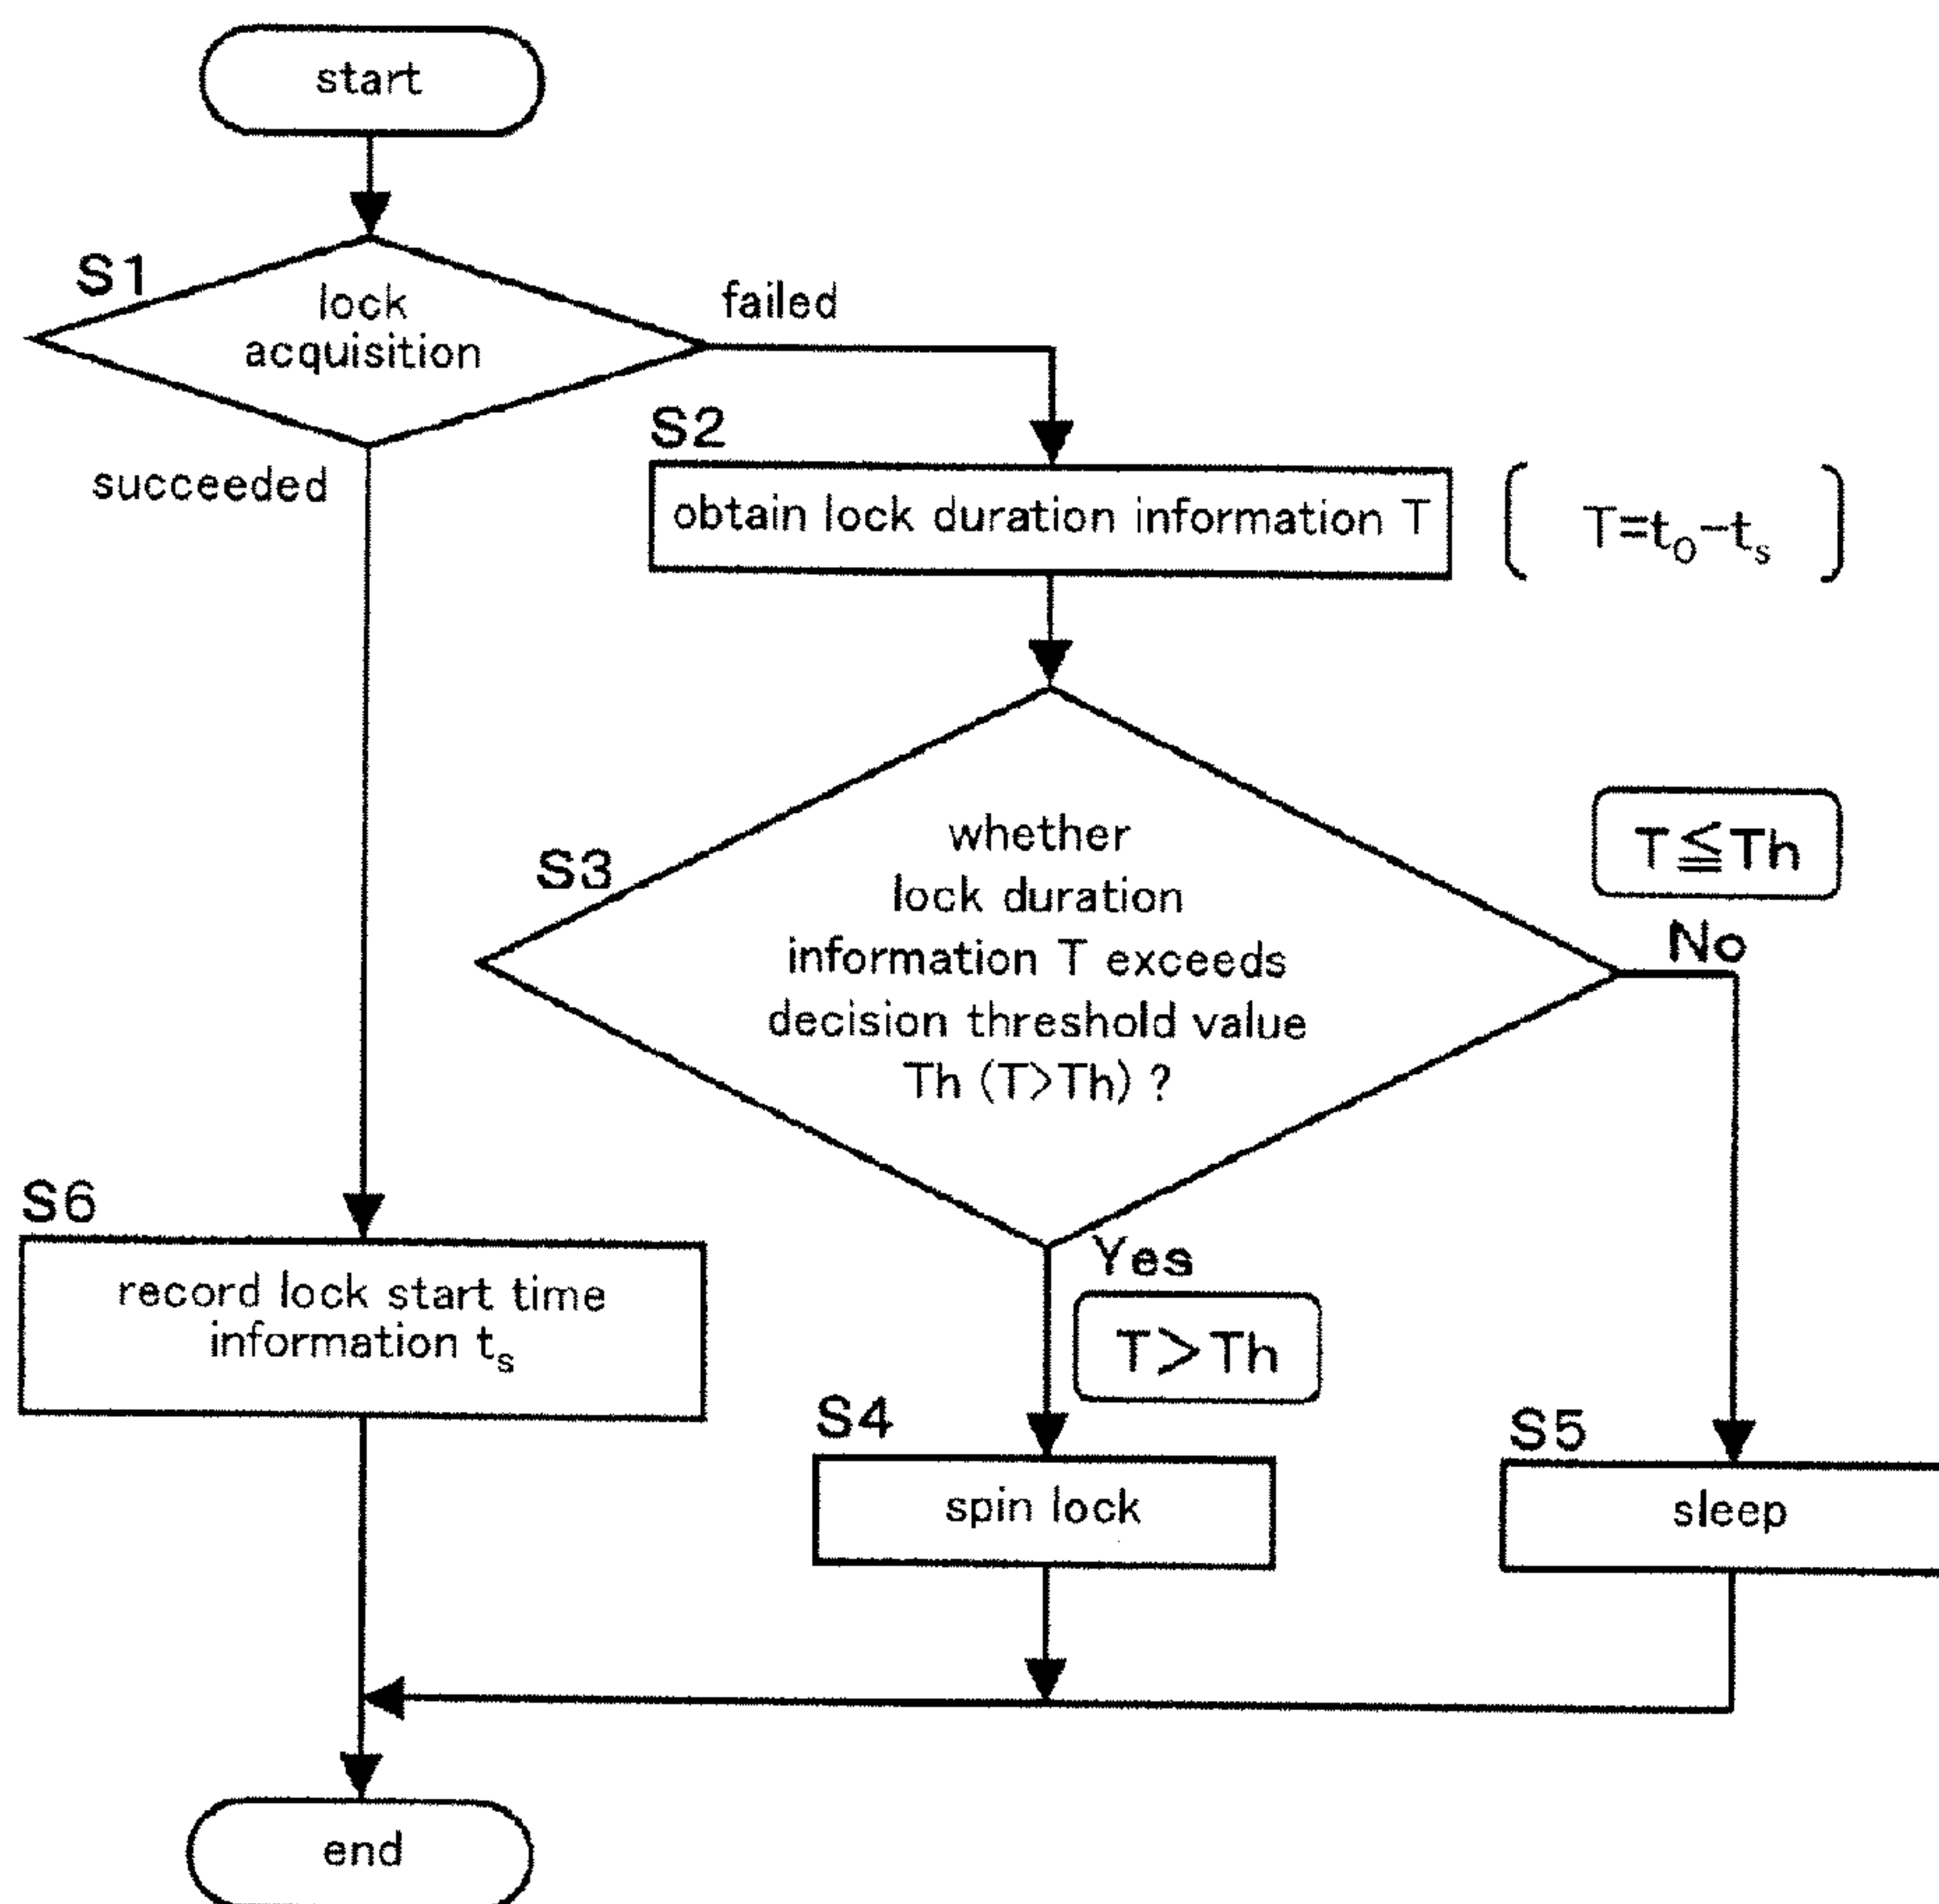 start
S1
lock
acquisition
failed
succeeded
S2
obtain lock duration information T
T=t₀−tₛ
S3
whether
lock duration
information T exceeds
decision threshold value
Th (T>Th) ?
T≦Th
No
Yes
T>Th
S6
record lock start time
information tₛ
S4
spin lock
S5
sleep
end